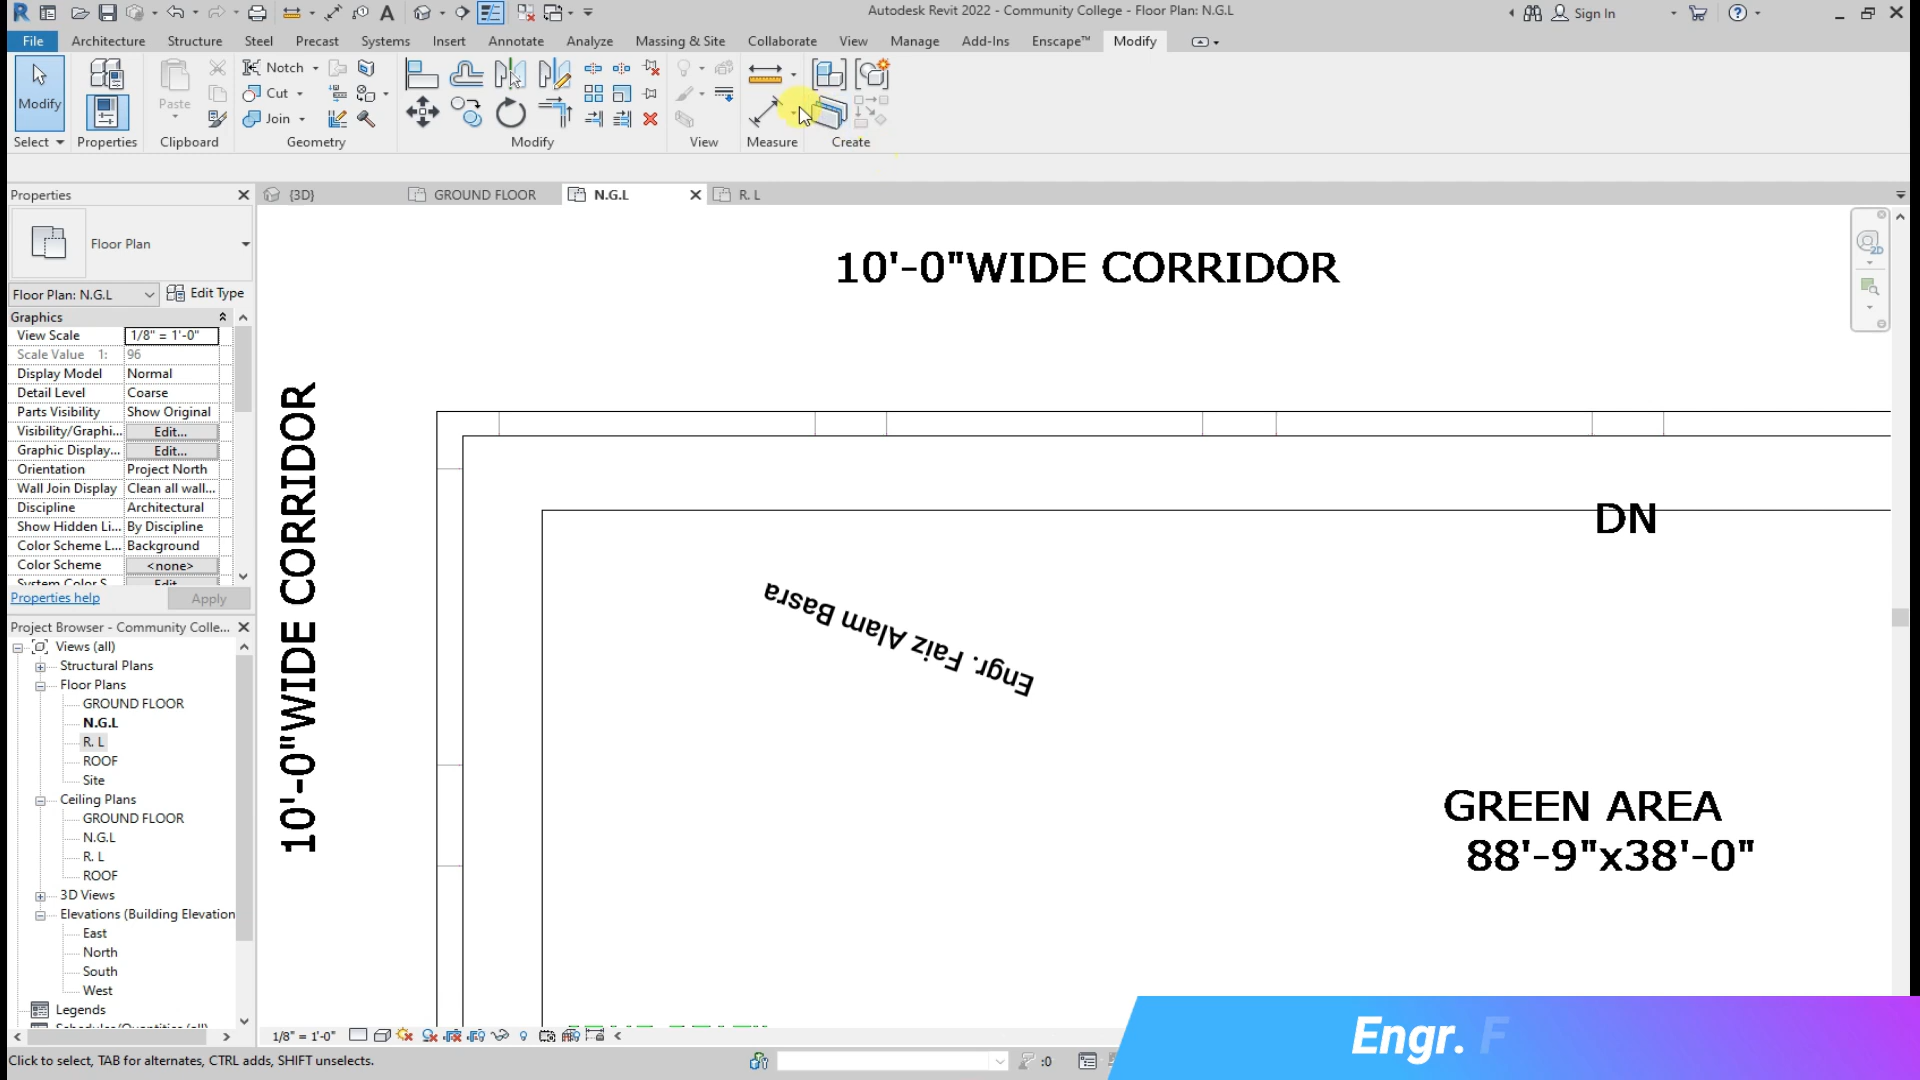 Autodesk Revit 2022 - Community College - Floor Plan: N.G.L
Sign In
File Architecture Structure Steel Precast Systems Insert Annotate Analyze Massing & Site Collaborate View Manage Add-Ins Enscape™ Modify
Modify
Paste
Notch
Cut
Join
Select Properties Clipboard Geometry Modify View Measure Create
Properties
{3D} GROUND FLOOR N.G.L R. L
Floor Plan
Floor Plan: N.G.L Edit Type
Graphics
View Scale 1/8" = 1'-0"
Scale Value 1: 96
Display Model Normal
Detail Level Coarse
Parts Visibility Show Original
Visibility/Graphi... Edit...
Graphic Display... Edit...
Orientation Project North
Wall Join Display Clean all wall...
Discipline Architectural
Show Hidden Li... By Discipline
Color Scheme L... Background
Color Scheme <none>
System Color S... Edit...
Properties help Apply
Project Browser - Community Colle...
Views (all)
Structural Plans
Floor Plans
GROUND FLOOR
N.G.L
R. L
ROOF
Site
Ceiling Plans
GROUND FLOOR
N.G.L
R. L
ROOF
3D Views
Elevations (Building Elevation
East
North
South
West
Legends
10'-0"WIDE CORRIDOR
10'-0"WIDE CORRIDOR
DN
Engr. Faiz Alam Basra
GREEN AREA
88'-9"x38'-0"
1/8" = 1'-0"
Click to select, TAB for alternates, CTRL adds, SHIFT unselects.
:0
Engr. F